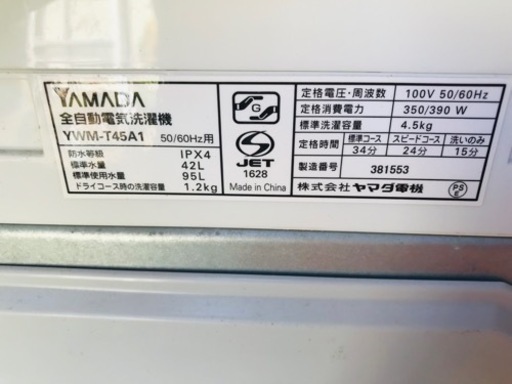 YAMADA
全自動電気洗濯機
YWM-T45A1 50/60Hz用
防水等級 IPX4
標準水量 42L
標準使用水量 95L
ドライコース時の洗濯容量 1.2kg
G
JET
1628
Made in China
定格電圧・周波数 100V 50/60Hz
定格消費電力 350/390 W
標準洗濯容量 4.5kg
定格時間 標準コース スピードコース 洗いのみ
34分 24分 15分
製造番号 381553
株式会社ヤマダ電機
PS
E